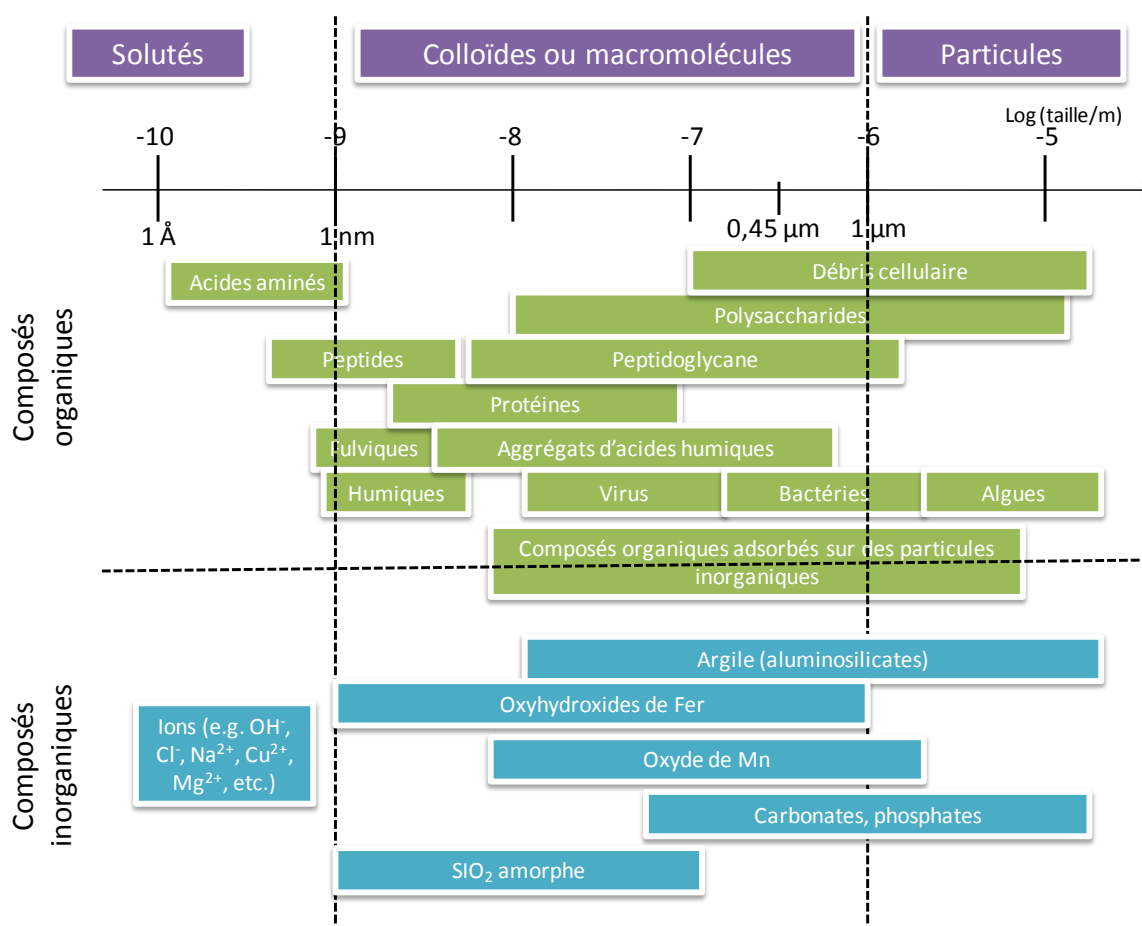 Solutés
Colloïdes ou macromolécules
Particules
Log (taille/m)
-10
-9
-8
-7
-6
-5
1 Å
1 nm
0,45 µm
1 µm
Composés
organiques
Acides aminés
Débris cellulaire
Polysaccharides
Peptides
Peptidoglycane
Protéines
Fulviques
Aggrégats d'acides humiques
Humiques
Virus
Bactéries
Algues
Composés organiques adsorbés sur des particules
inorganiques
Composés
inorganiques
Argile (aluminosilicates)
Oxyhydroxides de Fer
Ions (e.g. OH⁻,
Cl⁻, Na²⁺, Cu²⁺,
Mg²⁺, etc.)
Oxyde de Mn
Carbonates, phosphates
SIO₂ amorphe